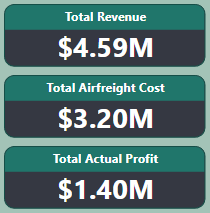 Total Revenue
$4.59M
Total Airfreight Cost
$3.20M
Total Actual Profit
$1.40M